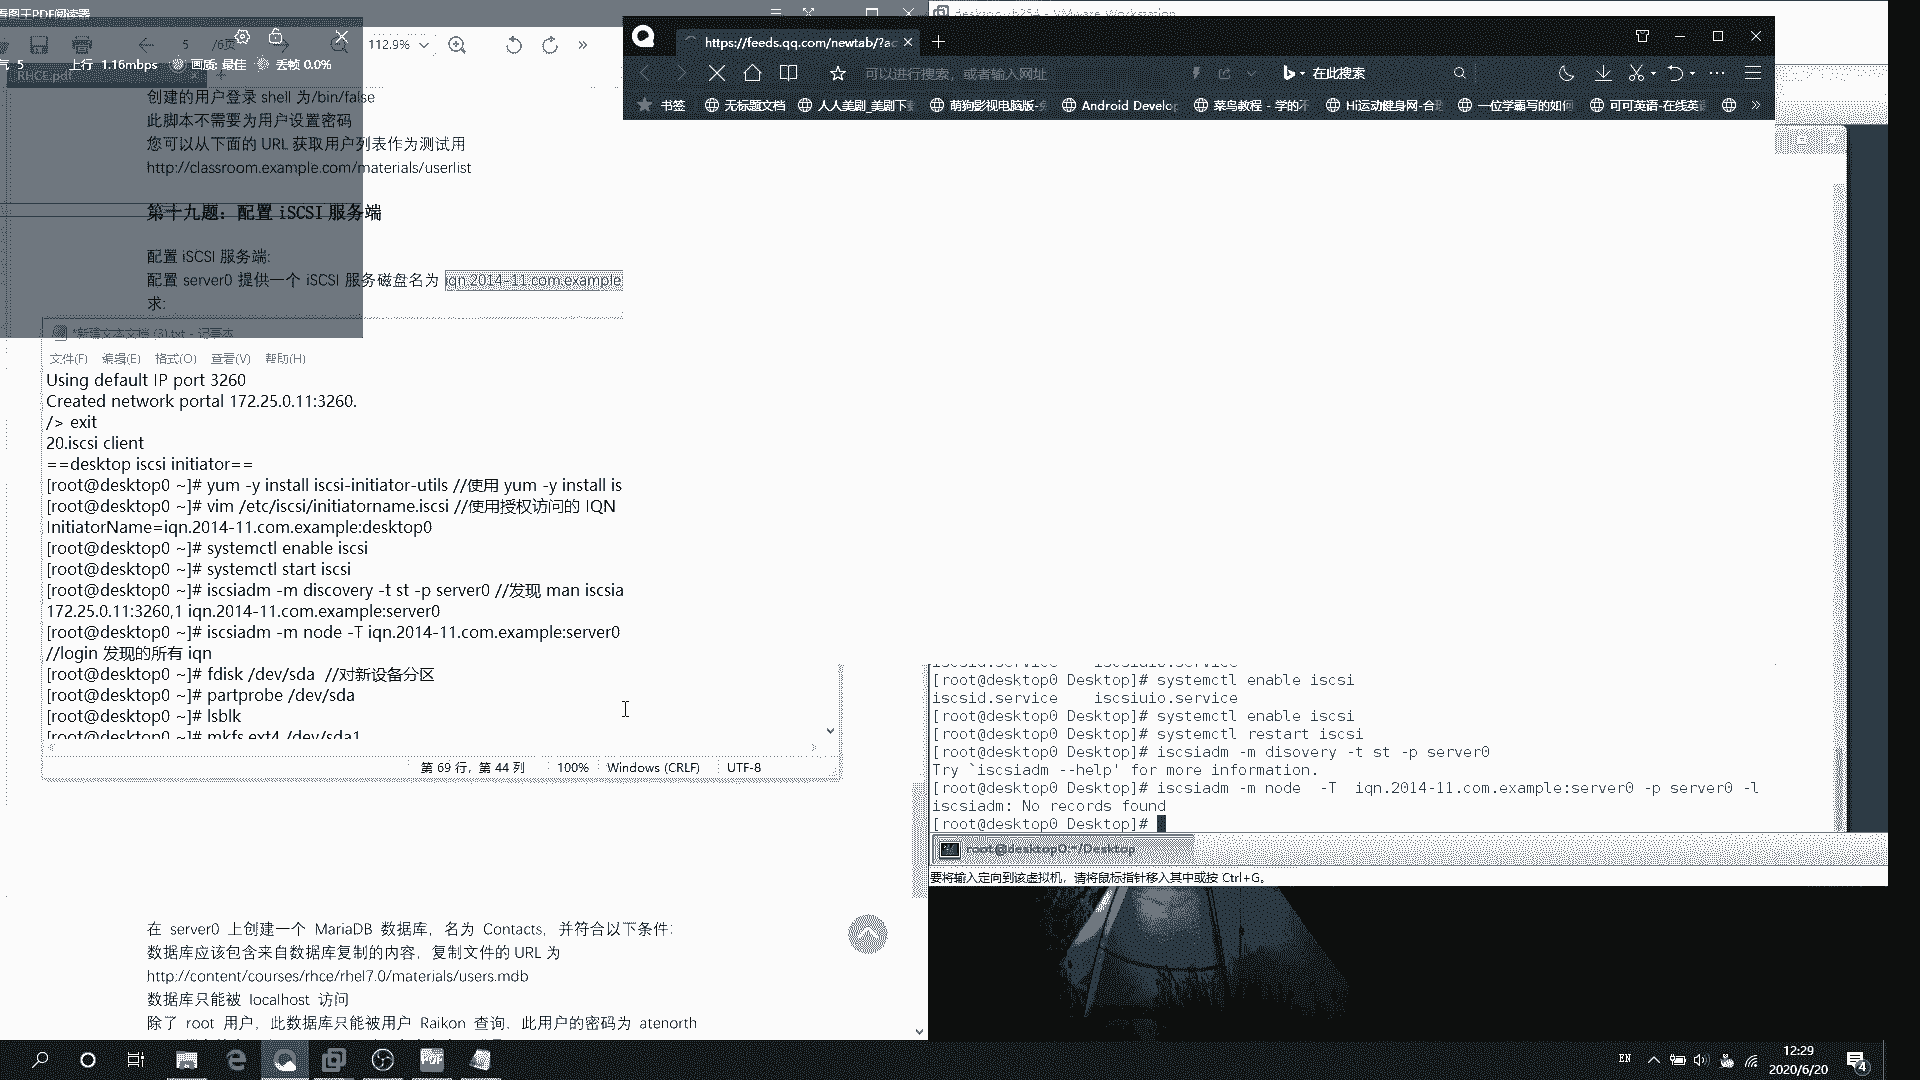 看图王PDF阅读器
5
/6页
112.9%
气 5
上行 1.16mbps
画质: 最佳
丢帧 0.0%
RHCE.pdf
创建的用户登录 shell 为/bin/false
此脚本不需要为用户设置密码
您可以从下面的 URL 获取用户列表作为测试用
http://classroom.example.com/materials/userlist
第十九题：配置 iSCSI 服务端
配置 iSCSI 服务端:
配置 server0 提供一个 iSCSI 服务磁盘名为 iqn.2014-11.com.example
求:
*新建文本文档 (3).txt - 记事本
文件(F) 编辑(E) 格式(O) 查看(V) 帮助(H)
Using default IP port 3260
Created network portal 172.25.0.11:3260.
/> exit
20.iscsi client
==desktop iscsi initiator==
[root@desktop0 ~]# yum -y install iscsi-initiator-utils //使用 yum -y install is
[root@desktop0 ~]# vim /etc/iscsi/initiatorname.iscsi //使用授权访问的 IQN
InitiatorName=iqn.2014-11.com.example:desktop0
[root@desktop0 ~]# systemctl enable iscsi
[root@desktop0 ~]# systemctl start iscsi
[root@desktop0 ~]# iscsiadm -m discovery -t st -p server0 //发现 man iscsia
172.25.0.11:3260,1 iqn.2014-11.com.example:server0
[root@desktop0 ~]# iscsiadm -m node -T iqn.2014-11.com.example:server0
//login 发现的所有 iqn
[root@desktop0 ~]# fdisk /dev/sda //对新设备分区
[root@desktop0 ~]# partprobe /dev/sda
[root@desktop0 ~]# lsblk
[root@desktop0 ~]# mkfs.ext4 /dev/sda1
第 69 行，第 44 列 100% Windows (CRLF) UTF-8
在 server0 上创建一个 MariaDB 数据库，名为 Contacts，并符合以下条件:
数据库应该包含来自数据库复制的内容，复制文件的 URL 为
http://content/courses/rhce/rhel7.0/materials/users.mdb
数据库只能被 localhost 访问
除了 root 用户，此数据库只能被用户 Raikon 查询，此用户的密码为 atenorth
VMware Workstation
https://feeds.qq.com/newtab/?ac
可以进行搜索，或者输入网址
在此搜索
书签
无标题文档
人人美剧_美剧下
萌狗影视电脑版-
Android Develop
菜鸟教程 - 学的不
Hi运动健身网-合
一位学霸写的如何
可可英语-在线英
iscsid.service iscsiuio.service
[root@desktop0 Desktop]# systemctl enable iscsi
iscsid.service iscsiuio.service
[root@desktop0 Desktop]# systemctl enable iscsi
[root@desktop0 Desktop]# systemctl restart iscsi
[root@desktop0 Desktop]# iscsiadm -m disovery -t st -p server0
Try `iscsiadm --help' for more information.
[root@desktop0 Desktop]# iscsiadm -m node -T iqn.2014-11.com.example:server0 -p server0 -l
iscsiadm: No records found
[root@desktop0 Desktop]#
root@desktop0:~/Desktop
要将输入定向到该虚拟机，请将鼠标指针移入其中或按 Ctrl+G。
PDF
EN
12:29
2020/6/20
4